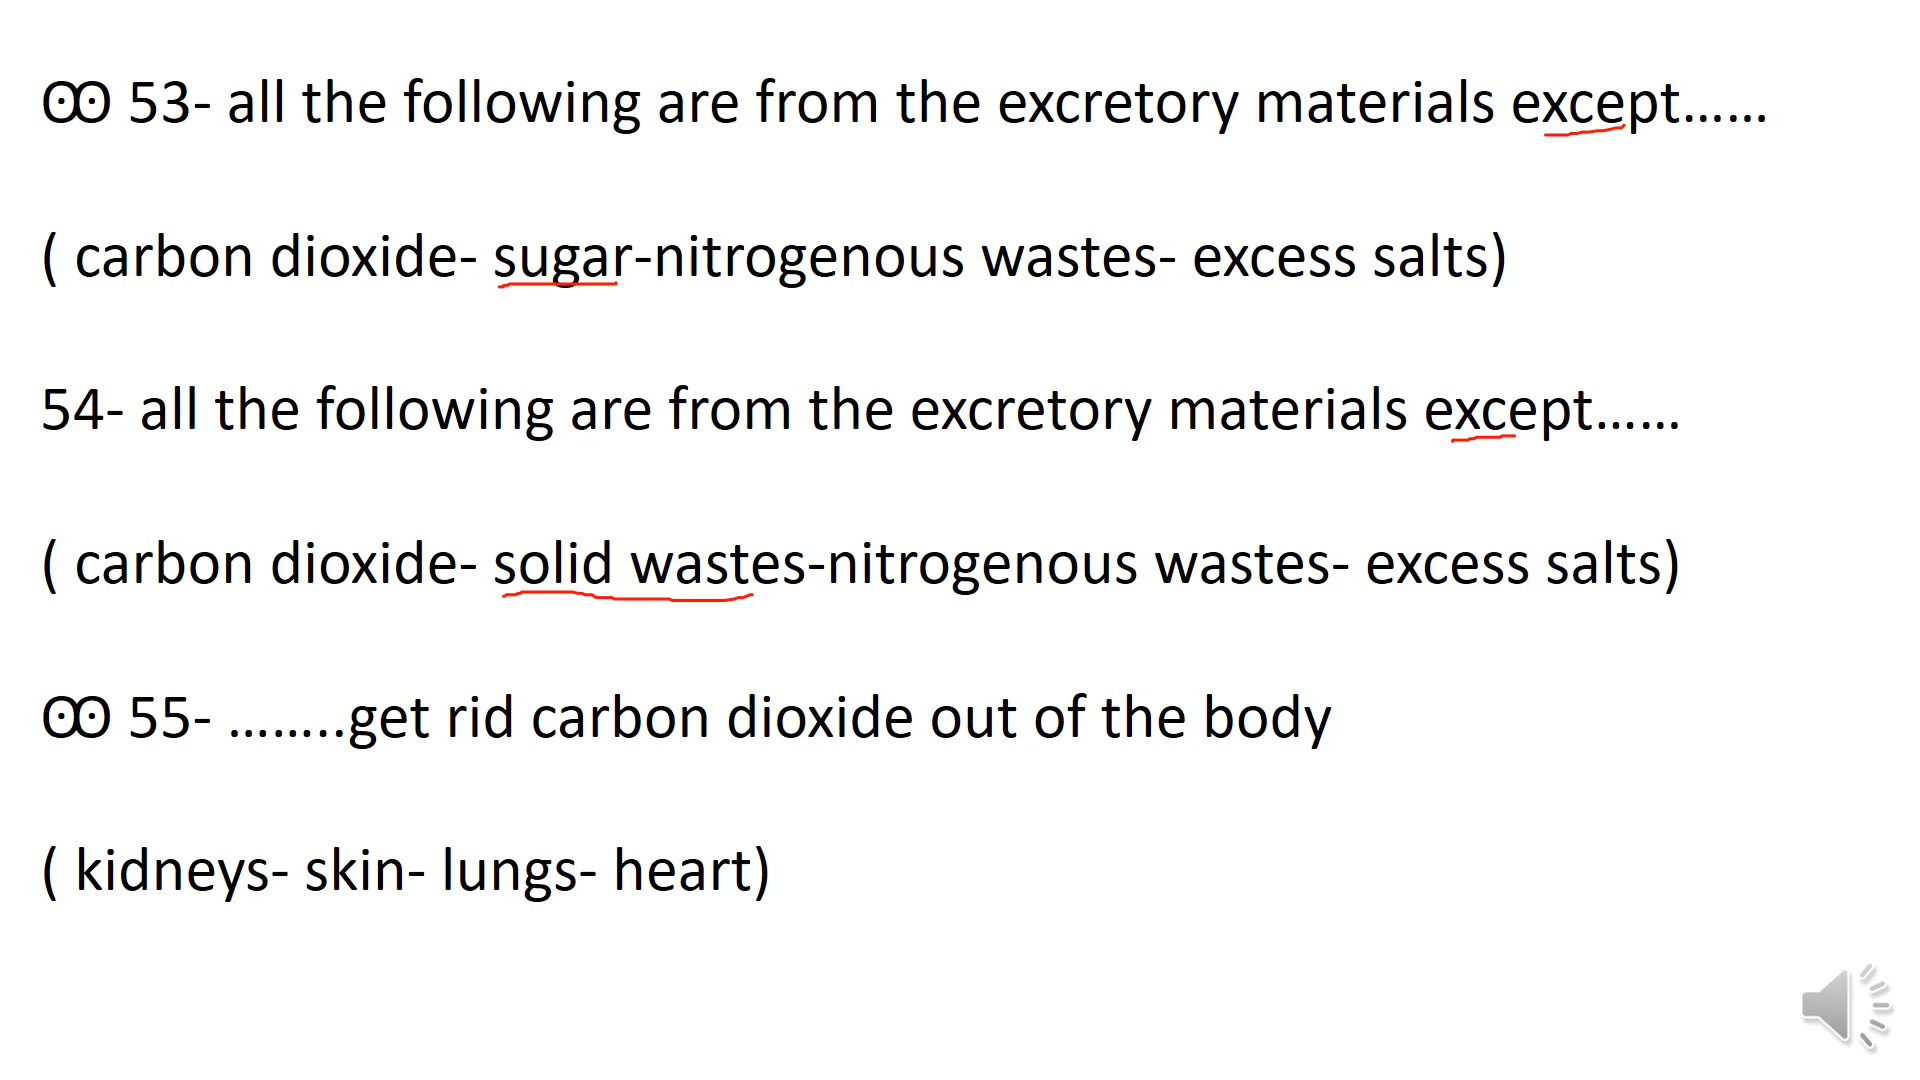 ꙭ 53- all the following are from the excretory materials except……
( carbon dioxide- sugar-nitrogenous wastes- excess salts)
54- all the following are from the excretory materials except……
( carbon dioxide- solid wastes-nitrogenous wastes- excess salts)
ꙭ 55- ……..get rid carbon dioxide out of the body
( kidneys- skin- lungs- heart)